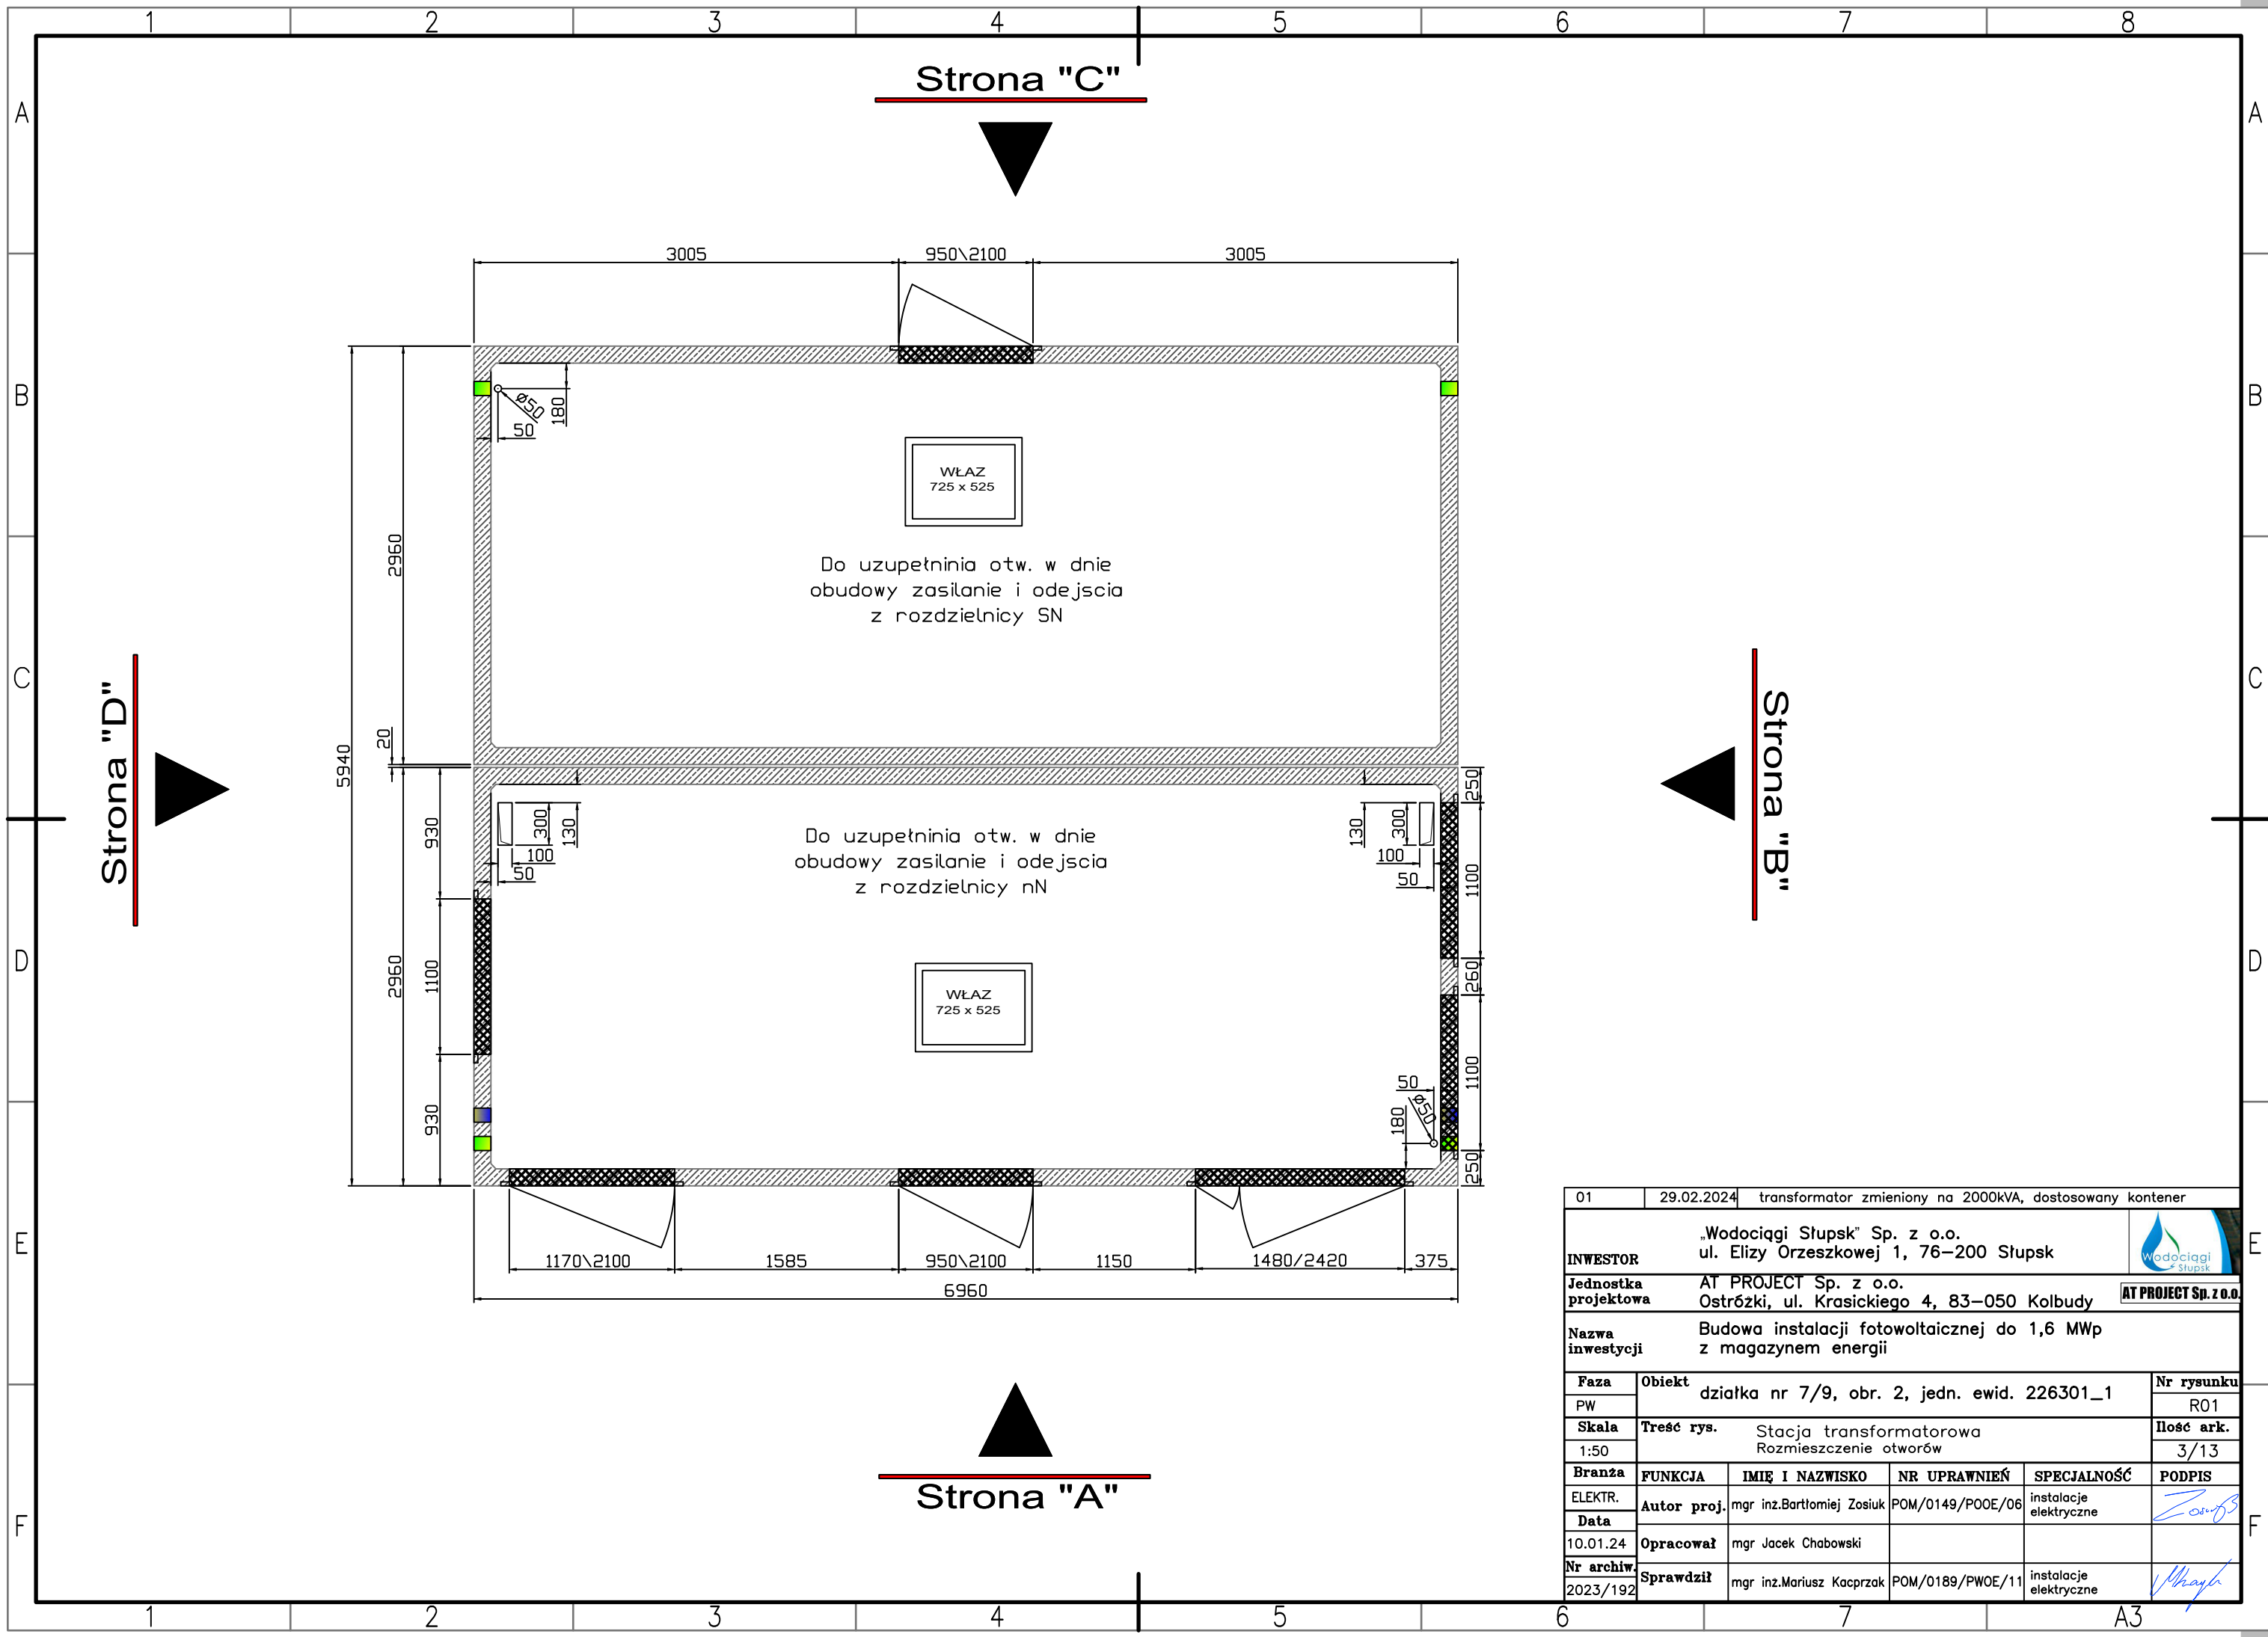 1 2 3 4 5 6 7 8
A A
Strona "C"
3005 950\2100 3005
B B
ø50
180
50
WŁAZ
725 x 525
2960
Do uzupełninia otw. w dnie
obudowy zasilanie i odejscia
z rozdzielnicy SN
C C
Strona "D"
Strona "B"
20
5940
250
930
300
130
100
50
Do uzupełninia otw. w dnie
obudowy zasilanie i odejscia
z rozdzielnicy nN
130
300
100
50
1100
D D
2960
1100
260
WŁAZ
725 x 525
1100
50
ø50
180
930
250
E E
1170\2100 1585 950\2100 1150 1480/2420 375
6960
Strona "A"
F F
01 29.02.2024 transformator zmieniony na 2000kVA, dostosowany kontener
INWESTOR
„Wodociągi Słupsk” Sp. z o.o.
ul. Elizy Orzeszkowej 1, 76-200 Słupsk
Wodociągi
Słupsk
Jednostka
projektowa
AT PROJECT Sp. z o.o.
Ostróżki, ul. Krasickiego 4, 83-050 Kolbudy
AT PROJECT Sp. z o.o.
Nazwa
inwestycji
Budowa instalacji fotowoltaicznej do 1,6 MWp
z magazynem energii
Faza
PW
Obiekt
działka nr 7/9, obr. 2, jedn. ewid. 226301_1
Nr rysunku
R01
Skala
1:50
Treść rys.
Stacja transformatorowa
Rozmieszczenie otworów
Ilość ark.
3/13
Branża
ELEKTR.
FUNKCJA IMIĘ I NAZWISKO NR UPRAWNIEŃ SPECJALNOŚĆ PODPIS
Autor proj. mgr inż.Bartłomiej Zosiuk POM/0149/POOE/06 instalacje
elektryczne
Data
10.01.24
Opracował mgr Jacek Chabowski
Nr archiw.
2023/192
Sprawdził mgr inż.Mariusz Kacprzak POM/0189/PWOE/11 instalacje
elektryczne
1 2 3 4 5 6 7 A3